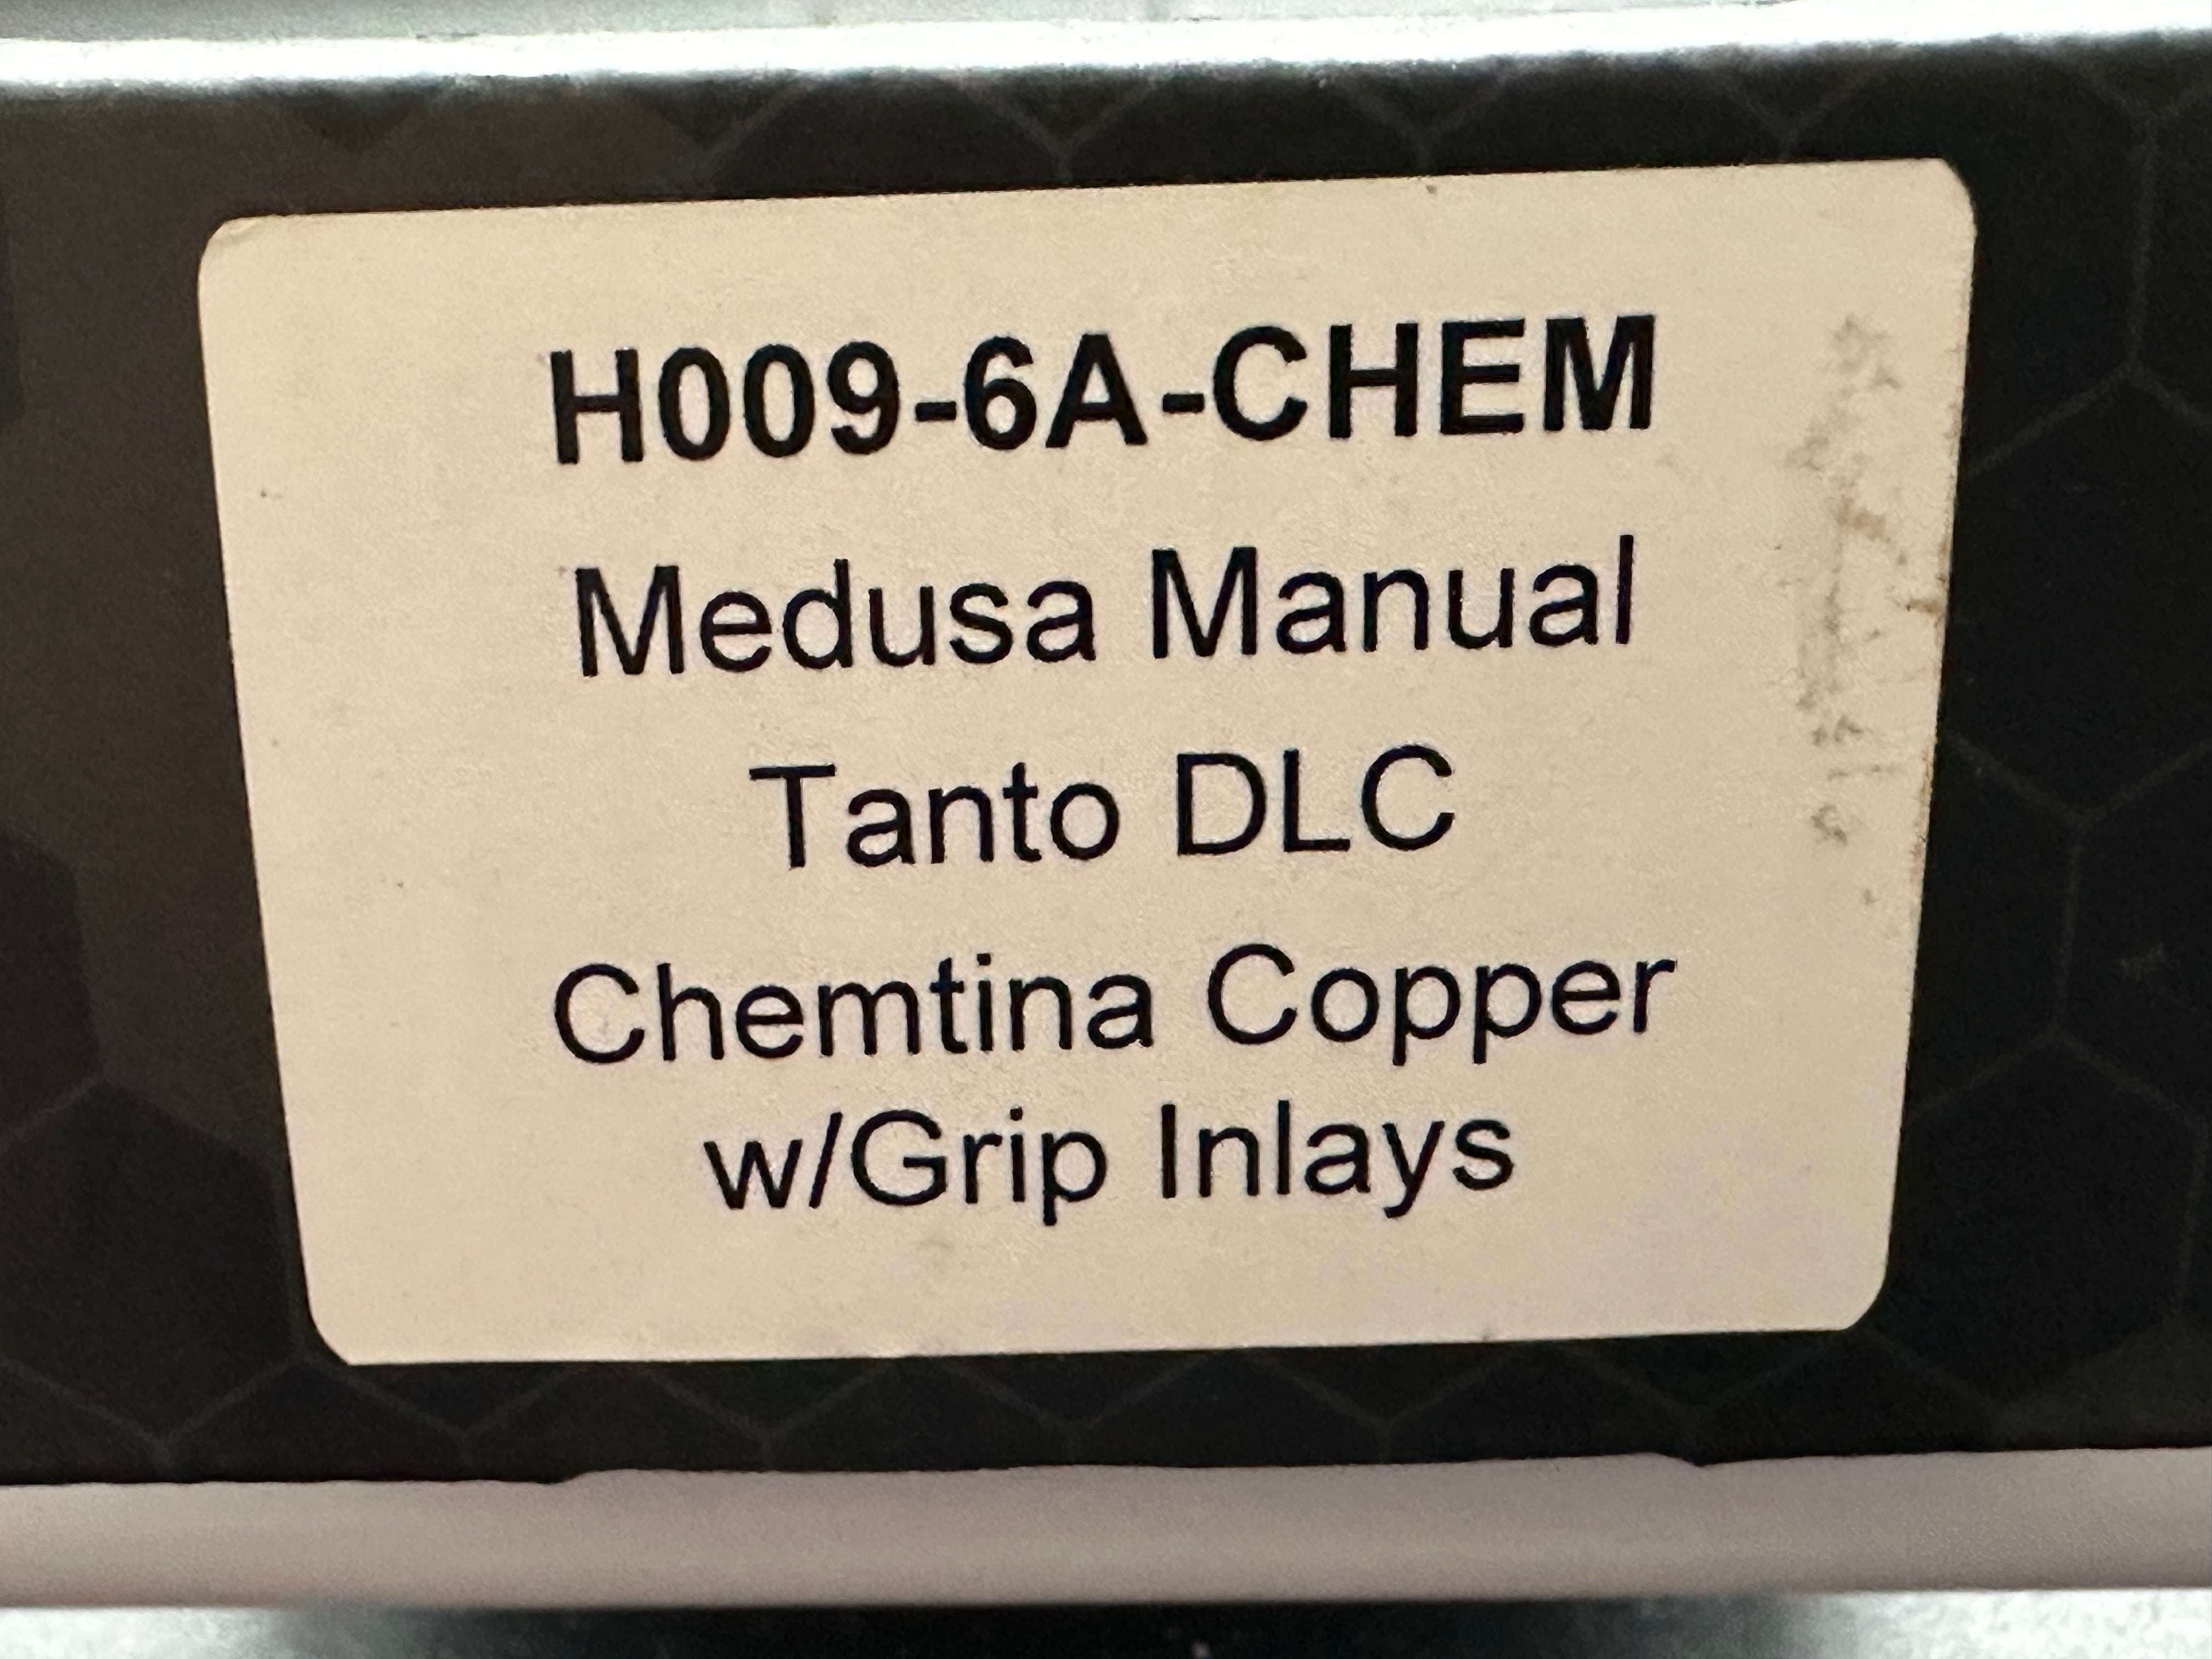 H009-6A-CHEM
Medusa Manual
Tanto DLC
Chemtina Copper
w/Grip Inlays